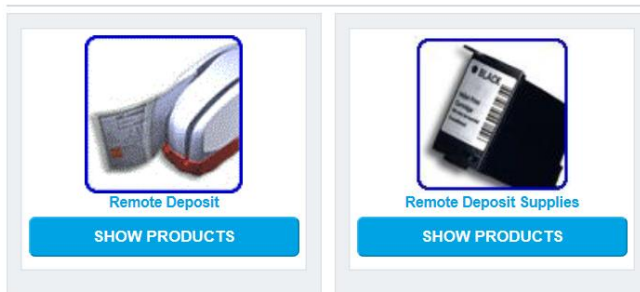 BLACK
Remote Deposit
SHOW PRODUCTS
Remote Deposit Supplies
SHOW PRODUCTS